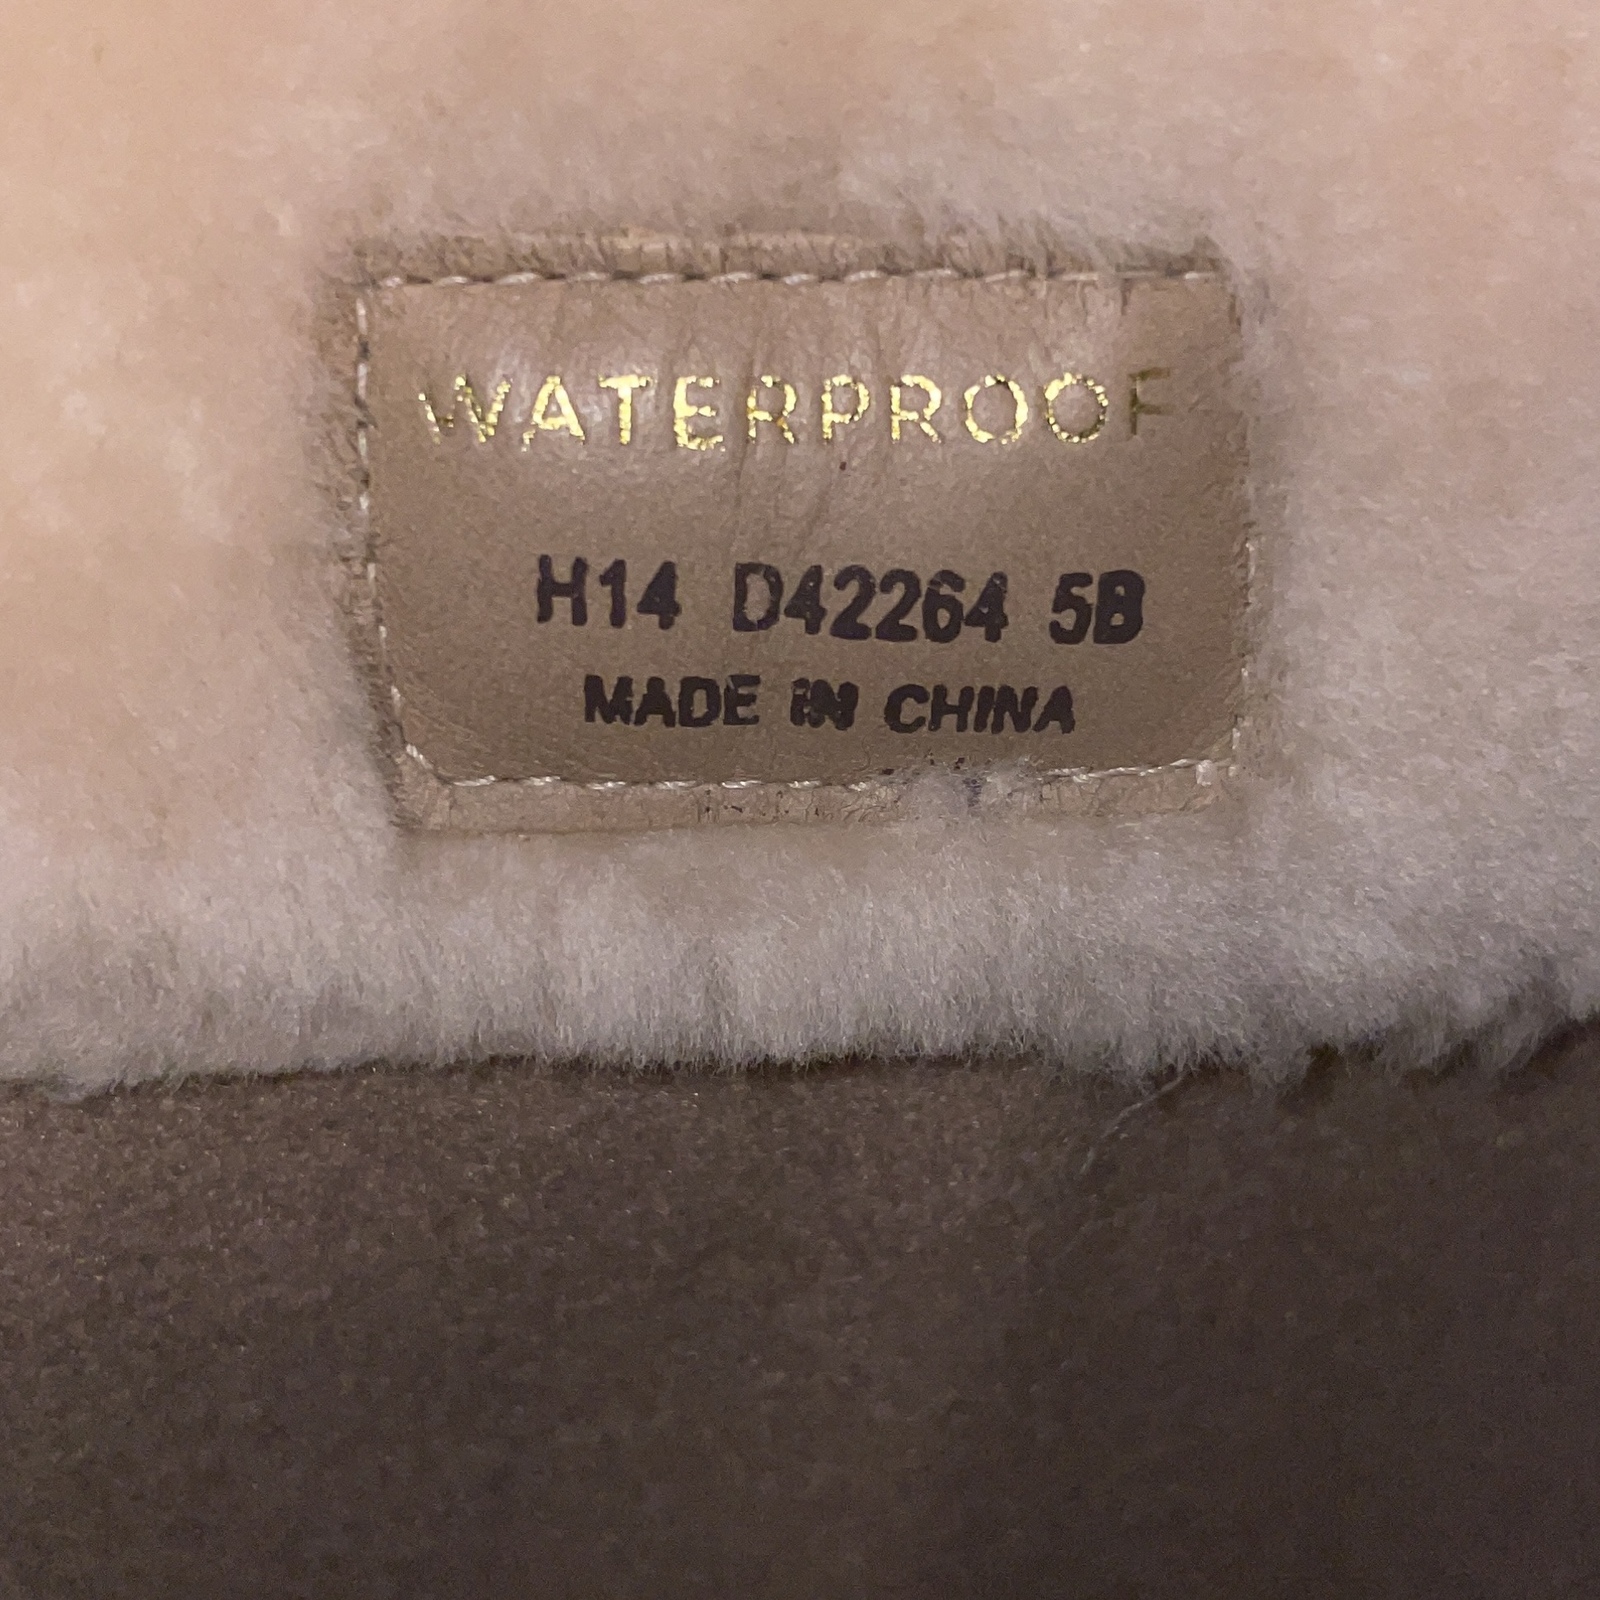 WATERPROOF
H14 D42264 5B
MADE IN CHINA